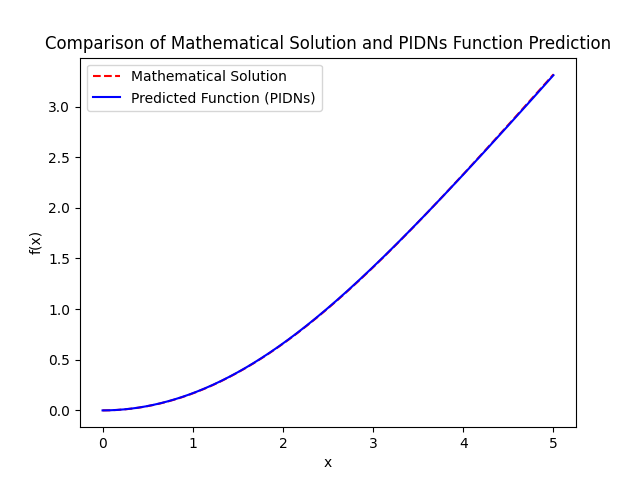 Comparison of Mathematical Solution and PIDNs Function Prediction
Mathematical Solution
Predicted Function (PIDNs)
f(x)
3.0
2.5
2.0
1.5
1.0
0.5
0.0
0 1 2 3 4 5
x